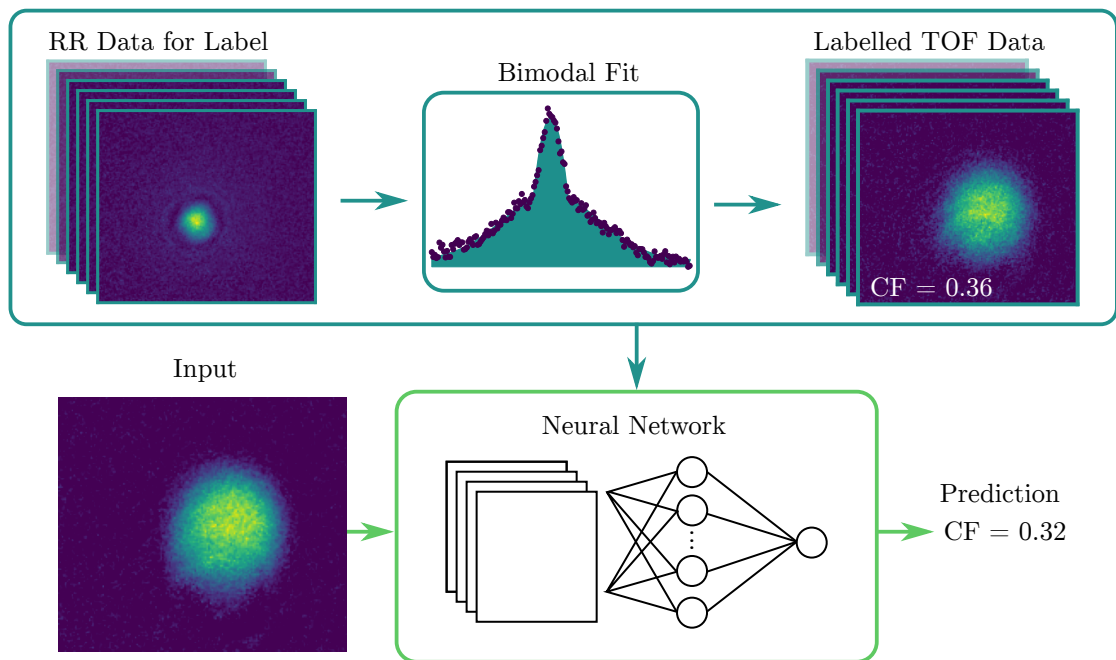 RR Data for Label
Bimodal Fit
Labelled TOF Data
CF = 0.36
Input
Neural Network
Prediction
CF = 0.32